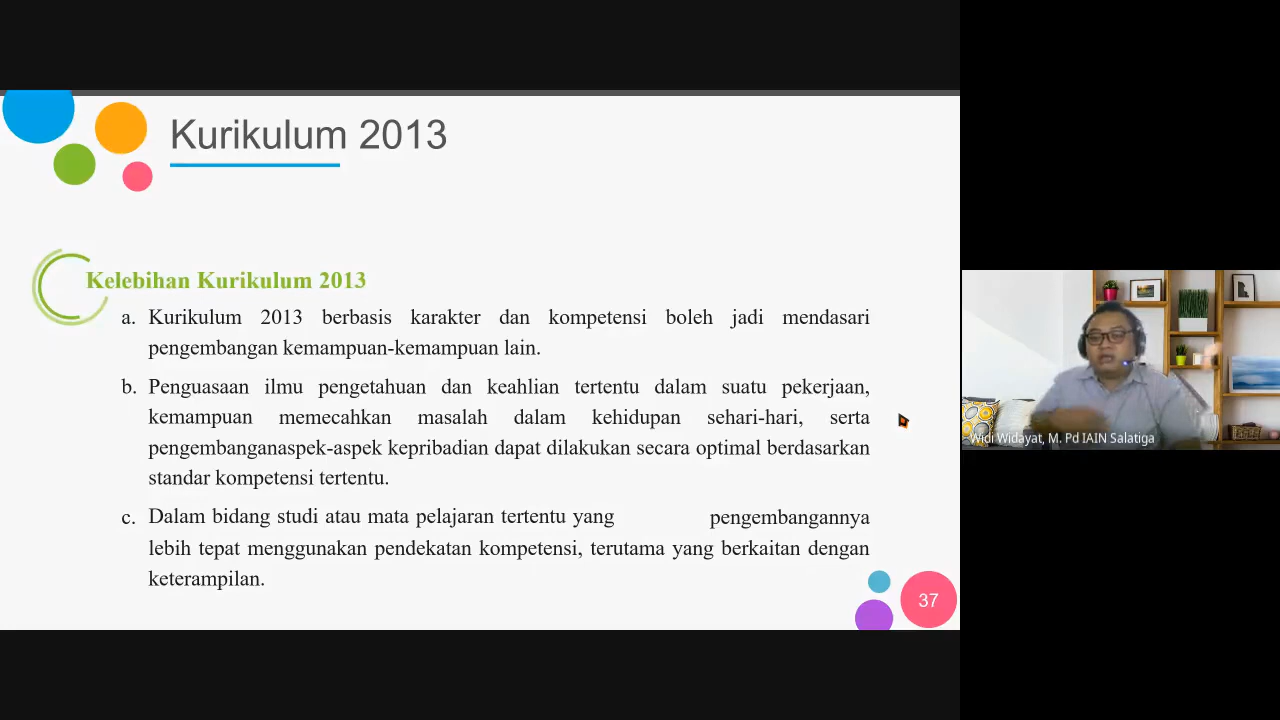 Kurikulum 2013
Kelebihan Kurikulum 2013
a. Kurikulum 2013 berbasis karakter dan kompetensi boleh jadi mendasari
pengembangan kemampuan-kemampuan lain.
b. Penguasaan ilmu pengetahuan dan keahlian tertentu dalam suatu pekerjaan,
kemampuan memecahkan masalah dalam kehidupan sehari-hari, serta
pengembanganaspek-aspek kepribadian dapat dilakukan secara optimal berdasarkan
standar kompetensi tertentu.
c. Dalam bidang studi atau mata pelajaran tertentu yang pengembangannya
lebih tepat menggunakan pendekatan kompetensi, terutama yang berkaitan dengan
keterampilan.
37
Widi Widayat, M. Pd IAIN Salatiga